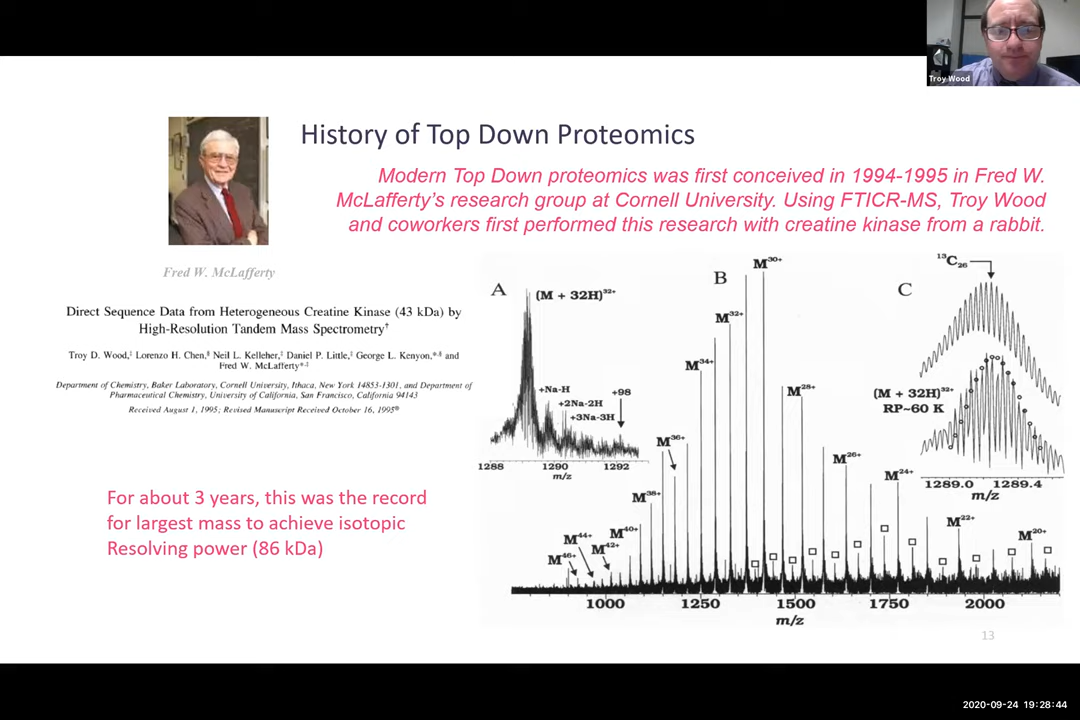 Troy Wood
History of Top Down Proteomics
Modern Top Down proteomics was first conceived in 1994-1995 in Fred W.
McLafferty's research group at Cornell University. Using FTICR-MS, Troy Wood
and coworkers first performed this research with creatine kinase from a rabbit.
Fred W. McLafferty
Direct Sequence Data from Heterogeneous Creatine Kinase (43 kDa) by
High-Resolution Tandem Mass Spectrometry†
Troy D. Wood,‡ Lorenzo H. Chen,§ Neil L. Kelleher,‡ Daniel P. Little,‡ George L. Kenyon,*,§ and
Fred W. McLafferty*,‡
Department of Chemistry, Baker Laboratory, Cornell University, Ithaca, New York 14853-1301, and Department of
Pharmaceutical Chemistry, University of California, San Francisco, California 94143
Received August 1, 1995; Revised Manuscript Received October 16, 1995⊗
For about 3 years, this was the record
for largest mass to achieve isotopic
Resolving power (86 kDa)
A
(M + 32H)³²⁺
+Na-H
+2Na-2H
+3Na-3H
+98
1288 1290 1292
m/z
B
M³⁰⁺
M³²⁺
M³⁴⁺
M²⁸⁺
M³⁶⁺
M²⁶⁺
M²⁴⁺
M³⁸⁺
M²²⁺
M⁴⁰⁺
M²⁰⁺
M⁴⁴⁺
M⁴²⁺
M⁴⁶⁺
1000 1250 1500 1750 2000
m/z
C
¹³C₂₆
(M + 32H)³²⁺
RP~60 K
1289.0 1289.4
m/z
13
2020-09-24 19:28:44